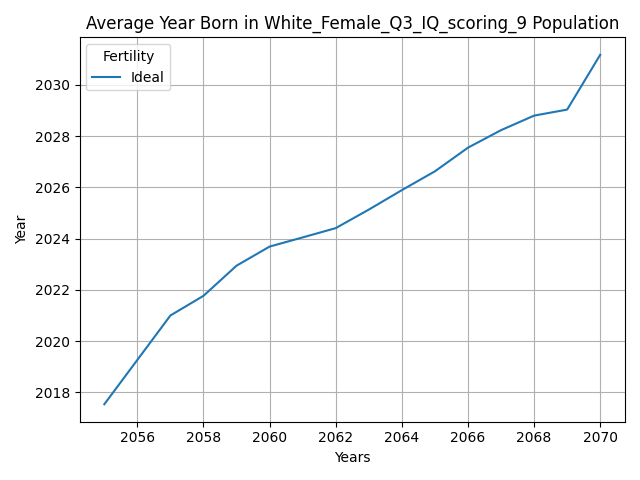 Average Year Born in White_Female_Q3_IQ_scoring_9 Population
Fertility
Ideal
2030
2028
2026
2024
2022
2020
2018
Year
2056 2058 2060 2062 2064 2066 2068 2070
Years